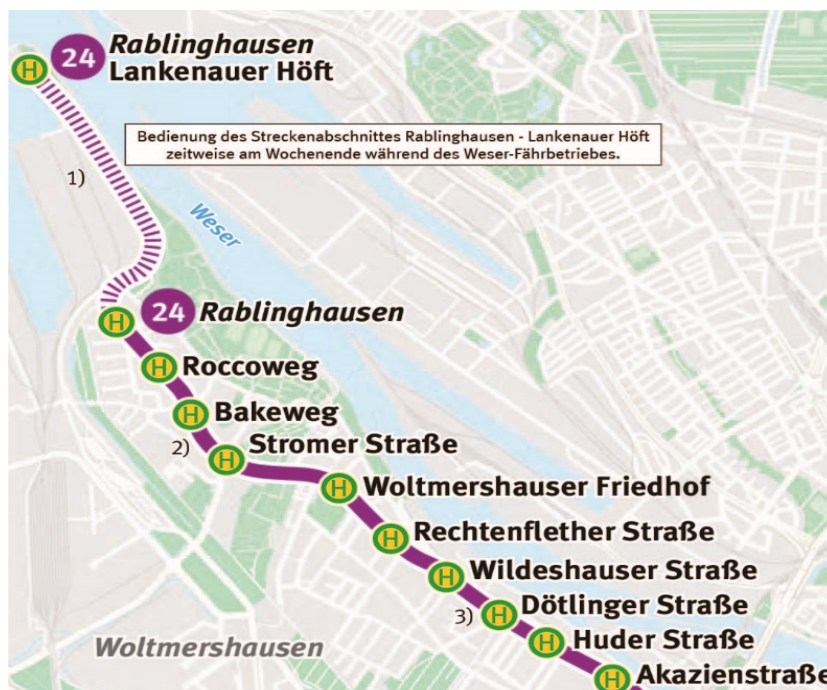 24 Rablinghausen
H Lankenauer Höft
Bedienung des Streckenabschnittes Rablinghausen - Lankenauer Höft
zeitweise am Wochenende während des Weser-Fährbetriebes.
1)
Weser
H 24 Rablinghausen
H Roccoweg
H Bakeweg
2)
H Stromer Straße
H Woltmershauser Friedhof
H Rechtenflether Straße
H Wildeshauser Straße
3)
H Dötlinger Straße
H Huder Straße
Woltmershausen
H Akazienstraße